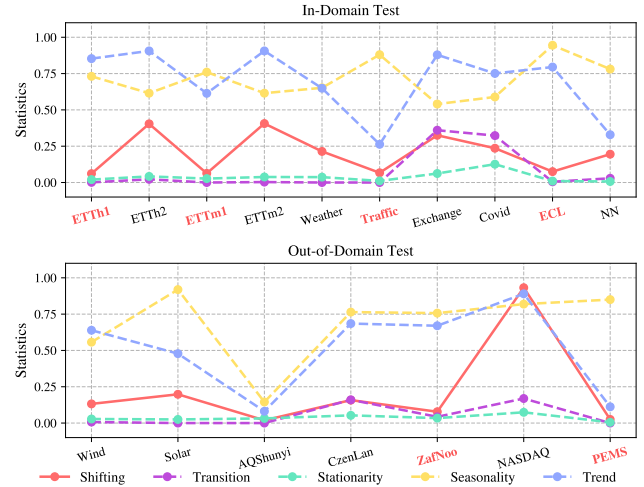 In-Domain Test
1.00
0.75
0.50
0.25
0.00
Statistics
ETTh1 ETTh2 ETTm1 ETTm2 Weather Traffic Exchange Covid ECL NN
Out-of-Domain Test
1.00
0.75
0.50
0.25
0.00
Statistics
Wind Solar AQShunyi CzenLan ZafNoo NASDAQ PEMS
Shifting Transition Stationarity Seasonality Trend